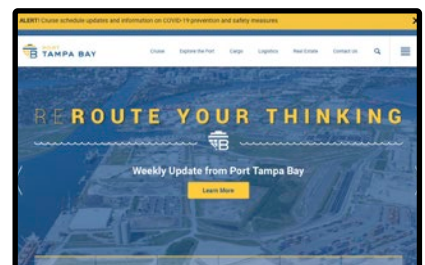 ALERT! Cruise schedule updates and information on COVID-19 prevention and safety measures
PORT
TAMPA BAY
Cruise Explore the Port Cargo Logistics Real Estate Contact Us
REROUTE YOUR THINKING
Weekly Update from Port Tampa Bay
Learn More